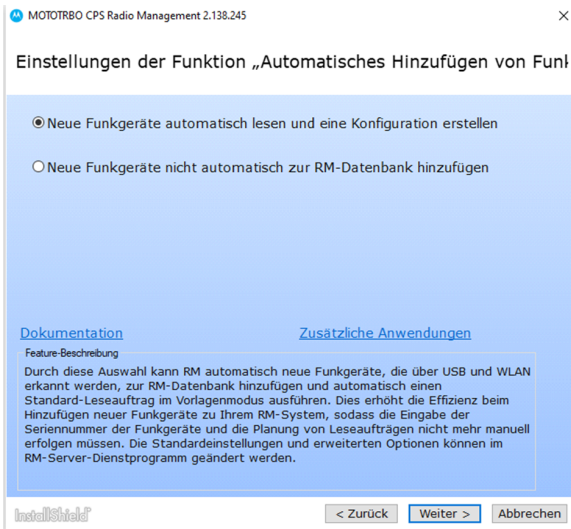 MOTOTRBO CPS Radio Management 2.138.245
Einstellungen der Funktion „Automatisches Hinzufügen von
Neue Funkgeräte automatisch lesen und eine Konfiguration erstellen
Neue Funkgeräte nicht automatisch zur RM-Datenbank hinzufügen
Dokumentation
Zusätzliche Anwendungen
Feature-Beschreibung
Durch diese Auswahl kann RM automatisch neue Funkgeräte, die über USB und WLAN
erkannt werden, zur RM-Datenbank hinzufügen und automatisch einen
Standard-Leseauftrag im Vorlagenmodus ausführen. Dies erhöht die Effizienz beim
Hinzufügen neuer Funkgeräte zu Ihrem RM-System, sodass die Eingabe der
Seriennummer der Funkgeräte und die Planung von Leseaufträgen nicht mehr manuell
erfolgen müssen. Die Standardeinstellungen und erweiterten Optionen können im
RM-Server-Dienstprogramm geändert werden.
InstallShield
< Zurück
Weiter >
Abbrechen